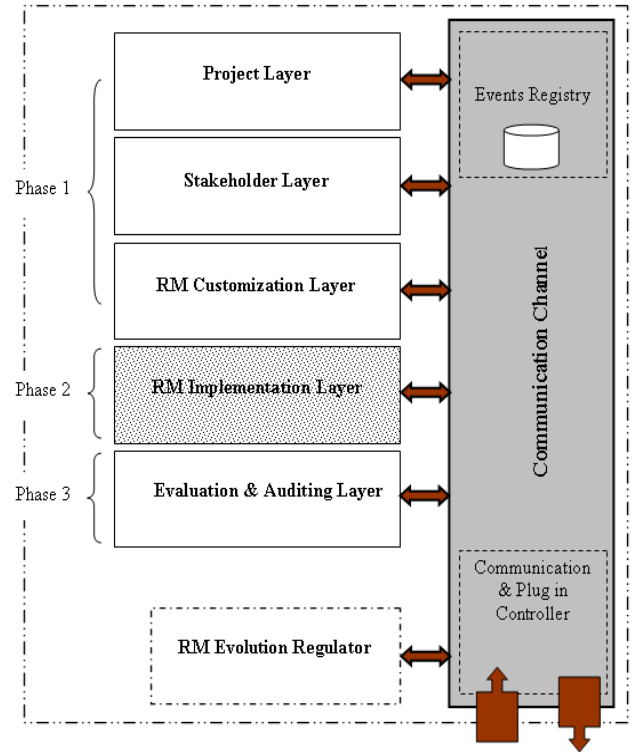 Project Layer
Events Registry
Phase 1
Stakeholder Layer
RM Customization Layer
Communication Channel
Phase 2
RM Implementation Layer
Phase 3
Evaluation & Auditing Layer
Communication
& Plug in
Controller
RM Evolution Regulator